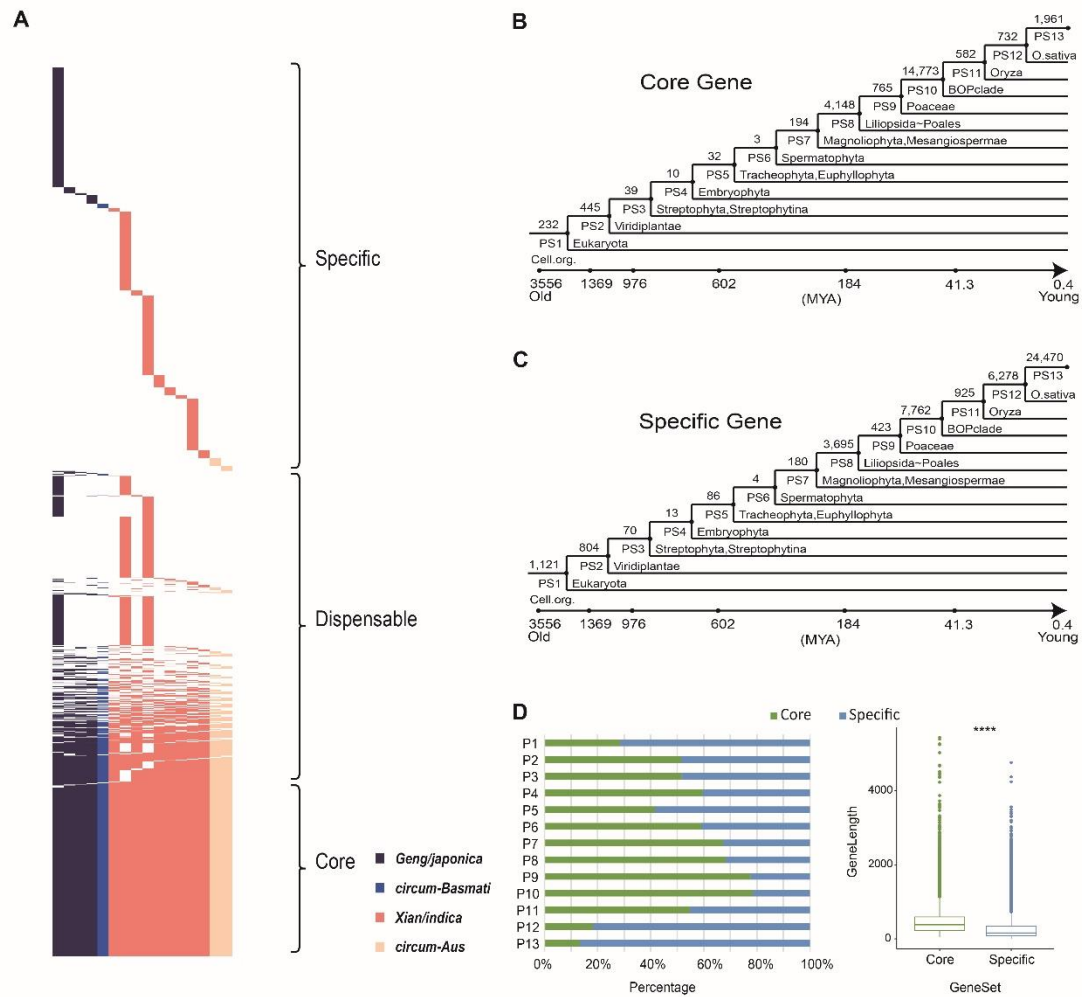 A
Specific
Dispensable
Core
Geng/japonica
circum-Basmati
Xian/indica
circum-Aus
B
Core Gene
1,961
PS13
732
PS12
O.sativa
582
PS11
Oryza
14,773
PS10
BOPclade
765
PS9
Poaceae
4,148
PS8
Liliopsida~Poales
194
PS7
Magnoliophyta,Mesangiospermae
3
PS6
Spermatophyta
32
PS5
Tracheophyta,Euphyllophyta
10
PS4
Embryophyta
39
PS3
Streptophyta,Streptophytina
445
PS2
Viridiplantae
232
PS1
Eukaryota
Cell.org.
3556 1369 976 602 184 41.3 0.4
Old (MYA) Young
C
Specific Gene
24,470
PS13
6,278
PS12
O.sativa
925
PS11
Oryza
7,762
PS10
BOPclade
423
PS9
Poaceae
3,695
PS8
Liliopsida~Poales
180
PS7
Magnoliophyta,Mesangiospermae
4
PS6
Spermatophyta
86
PS5
Tracheophyta,Euphyllophyta
13
PS4
Embryophyta
70
PS3
Streptophyta,Streptophytina
804
PS2
Viridiplantae
1,121
PS1
Eukaryota
Cell.org.
3556 1369 976 602 184 41.3 0.4
Old (MYA) Young
D
Core Specific
P1
P2
P3
P4
P5
P6
P7
P8
P9
P10
P11
P12
P13
0% 20% 40% 60% 80% 100%
Percentage
****
GeneLength
4000
2000
0
Core Specific
GeneSet